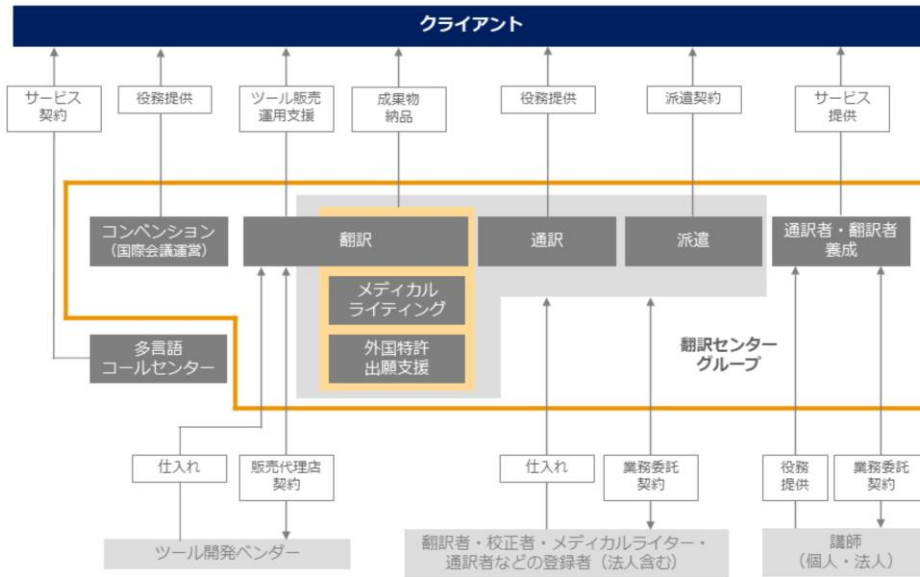 クライアント
サービス
契約
役務提供
ツール販売
運用支援
成果物
納品
役務提供
派遣契約
サービス
提供
コンベンション
（国際会議運営）
翻訳
通訳
派遣
通訳者・翻訳者
養成
メディカル
ライティング
外国特許
出願支援
多言語
コールセンター
翻訳センター
グループ
仕入れ
販売代理店
契約
仕入れ
業務委託
契約
役務
提供
業務委託
契約
ツール開発ベンダー
翻訳者・校正者・メディカルライター・
通訳者などの登録者（法人含む）
講師
（個人・法人）